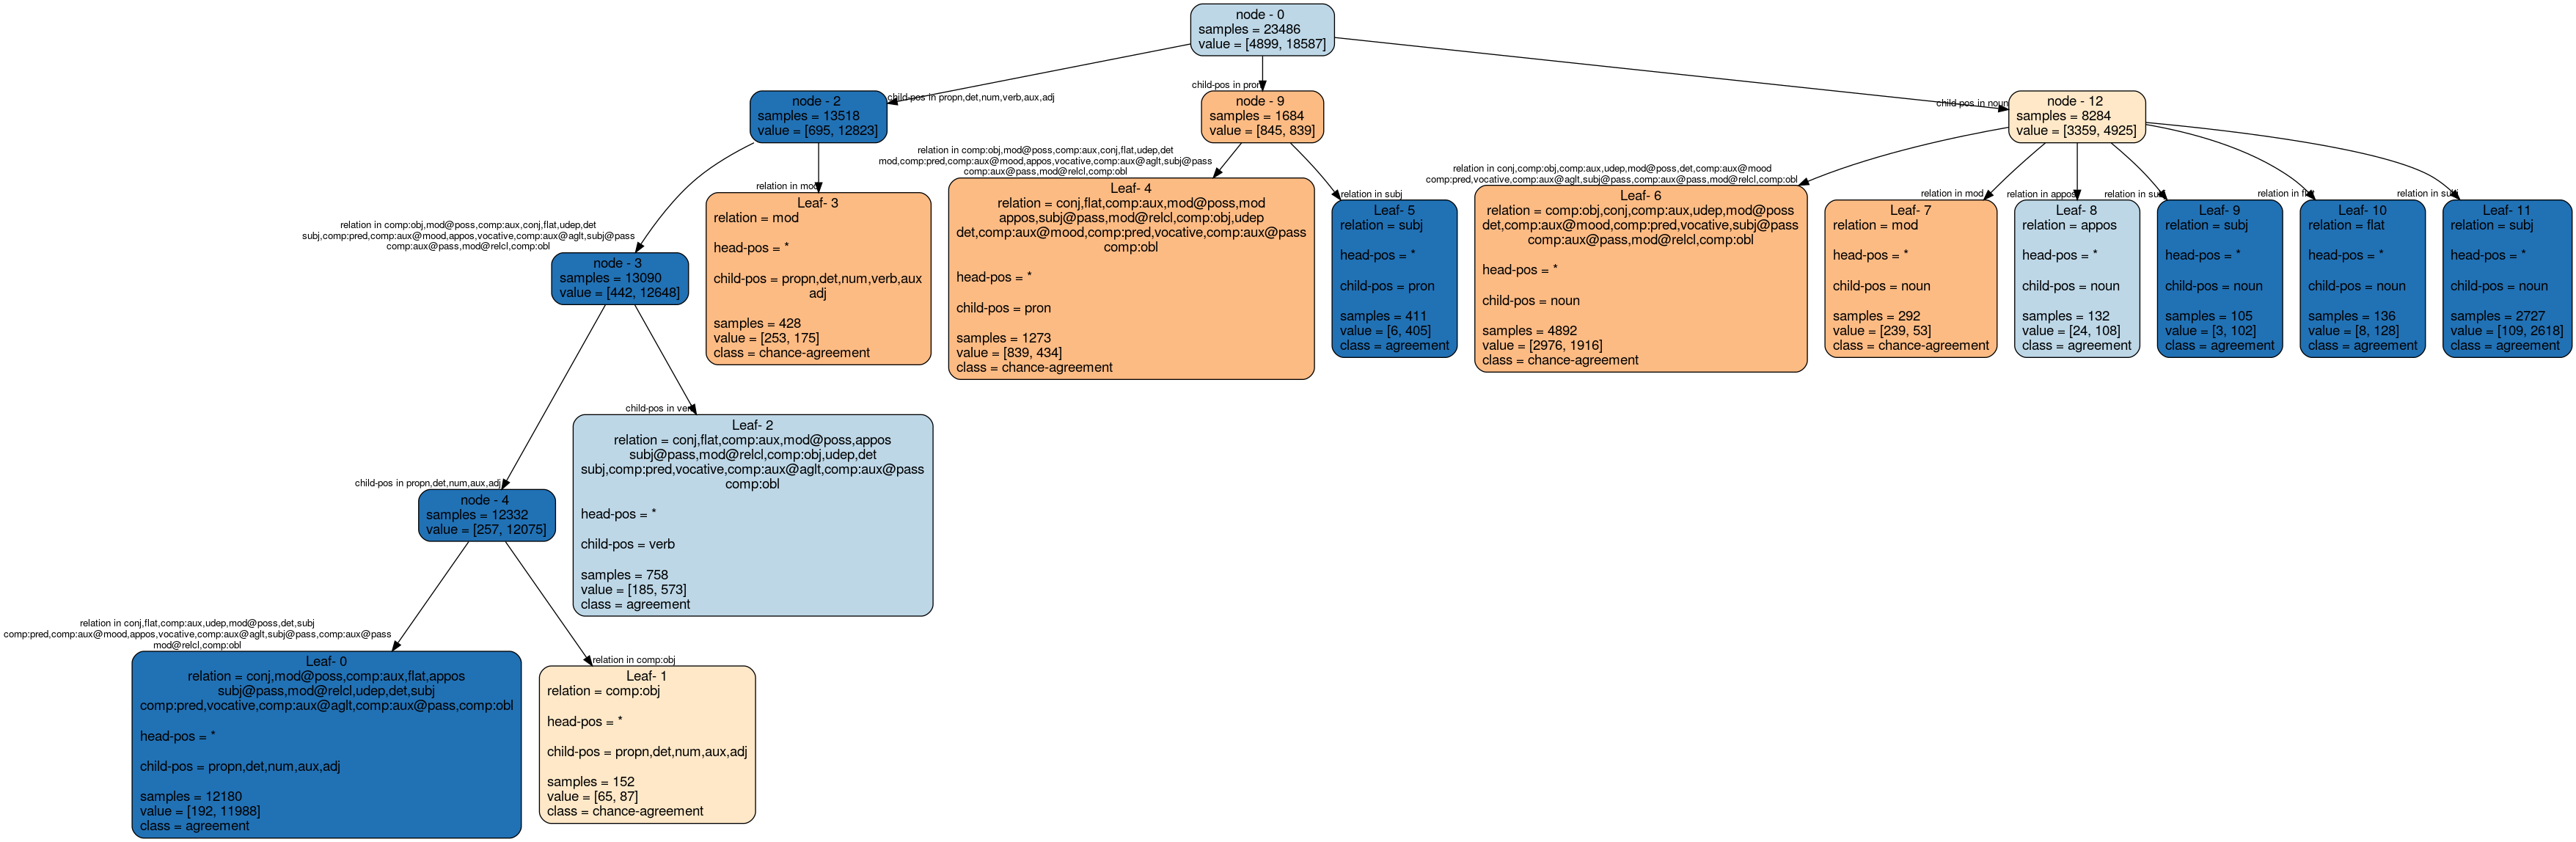 node - 0
samples = 23486
value = [4899, 18587]
child-pos in propn,det,num,verb,aux,adj
node - 2
samples = 13518
value = [695, 12823]
child-pos in pron
node - 9
samples = 1684
value = [845, 839]
child-pos in noun
node - 12
samples = 8284
value = [3359, 4925]
relation in comp:obj,mod@poss,comp:aux,conj,flat,udep,det
subj,comp:pred,comp:aux@mood,appos,vocative,comp:aux@aglt,subj@pass
comp:aux@pass,mod@relcl,comp:obl
node - 3
samples = 13090
value = [442, 12648]
relation in mod
Leaf- 3
relation = mod
head-pos = *
child-pos = propn,det,num,verb,aux
adj
samples = 428
value = [253, 175]
class = chance-agreement
relation in comp:obj,mod@poss,comp:aux,conj,flat,udep,det
mod,comp:pred,comp:aux@mood,appos,vocative,comp:aux@aglt,subj@pass
comp:aux@pass,mod@relcl,comp:obl
Leaf- 4
relation = conj,flat,comp:aux,mod@poss,mod
appos,subj@pass,mod@relcl,comp:obj,udep
det,comp:aux@mood,comp:pred,vocative,comp:aux@pass
comp:obl
head-pos = *
child-pos = pron
samples = 1273
value = [839, 434]
class = chance-agreement
relation in subj
Leaf- 5
relation = subj
head-pos = *
child-pos = pron
samples = 411
value = [6, 405]
class = agreement
relation in conj,comp:obj,comp:aux,udep,mod@poss,det,comp:aux@mood
comp:pred,vocative,comp:aux@aglt,subj@pass,comp:aux@pass,mod@relcl,comp:obl
Leaf- 6
relation = comp:obj,conj,comp:aux,udep,mod@poss
det,comp:aux@mood,comp:pred,vocative,subj@pass
comp:aux@pass,mod@relcl,comp:obl
head-pos = *
child-pos = noun
samples = 4892
value = [2976, 1916]
class = chance-agreement
relation in mod
Leaf- 7
relation = mod
head-pos = *
child-pos = noun
samples = 292
value = [239, 53]
class = chance-agreement
relation in appos
Leaf- 8
relation = appos
head-pos = *
child-pos = noun
samples = 132
value = [24, 108]
class = agreement
relation in
Leaf- 9
relation = subj
head-pos = *
child-pos = noun
samples = 105
value = [3, 102]
class = agreement
relation in flat
Leaf- 10
relation = flat
head-pos = *
child-pos = noun
samples = 136
value = [8, 128]
class = agreement
relation in subj
Leaf- 11
relation = subj
head-pos = *
child-pos = noun
samples = 2727
value = [109, 2618]
class = agreement
child-pos in propn,det,num,aux,adj
node - 4
samples = 12332
value = [257, 12075]
child-pos in verb
Leaf- 2
relation = conj,flat,comp:aux,mod@poss,appos
subj@pass,mod@relcl,comp:obj,udep,det
subj,comp:pred,vocative,comp:aux@aglt,comp:aux@pass
comp:obl
head-pos = *
child-pos = verb
samples = 758
value = [185, 573]
class = agreement
relation in conj,flat,comp:aux,udep,mod@poss,det,subj
comp:pred,comp:aux@mood,appos,vocative,comp:aux@aglt,subj@pass,comp:aux@pass
mod@relcl,comp:obl
Leaf- 0
relation = conj,mod@poss,comp:aux,flat,appos
subj@pass,mod@relcl,udep,det,subj
comp:pred,vocative,comp:aux@aglt,comp:aux@pass,comp:obl
head-pos = *
child-pos = propn,det,num,aux,adj
samples = 12180
value = [192, 11988]
class = agreement
relation in comp:obj
Leaf- 1
relation = comp:obj
head-pos = *
child-pos = propn,det,num,aux,adj
samples = 152
value = [65, 87]
class = chance-agreement